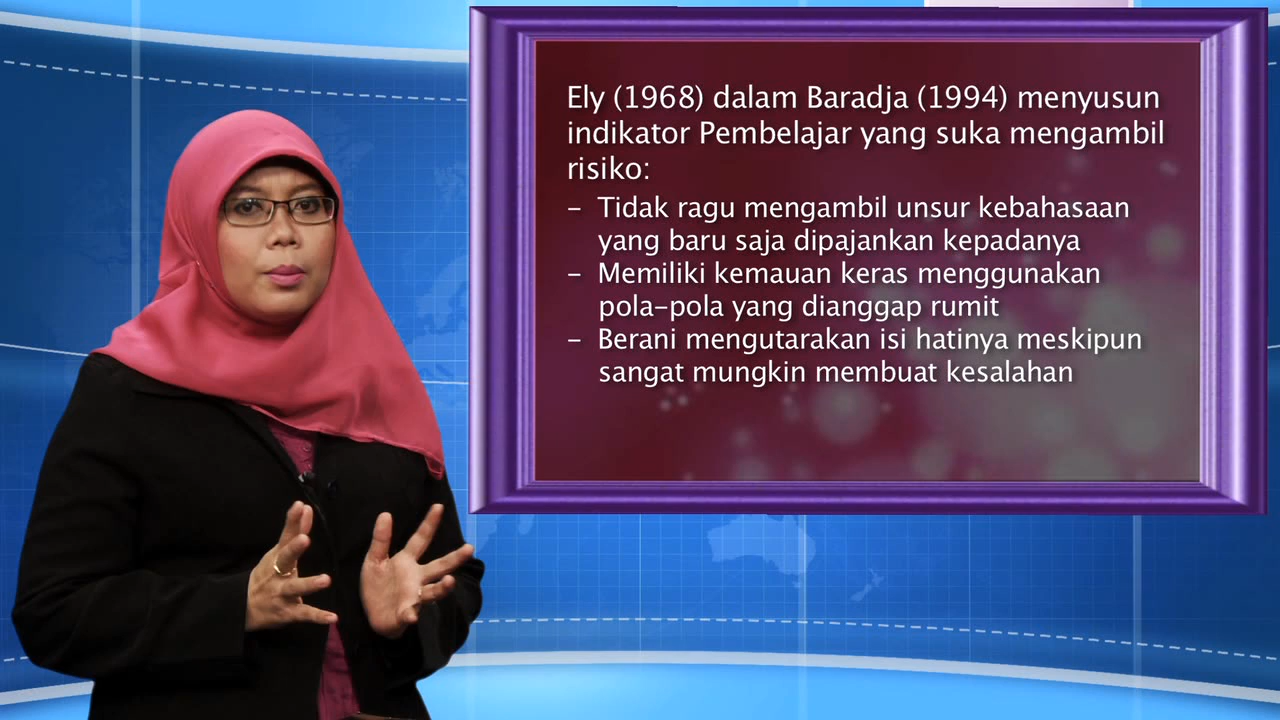 Ely (1968) dalam Baradja (1994) menyusun
indikator Pembelajar yang suka mengambil
risiko:
- Tidak ragu mengambil unsur kebahasaan
yang baru saja dipajankan kepadanya
- Memiliki kemauan keras menggunakan
pola-pola yang dianggap rumit
- Berani mengutarakan isi hatinya meskipun
sangat mungkin membuat kesalahan